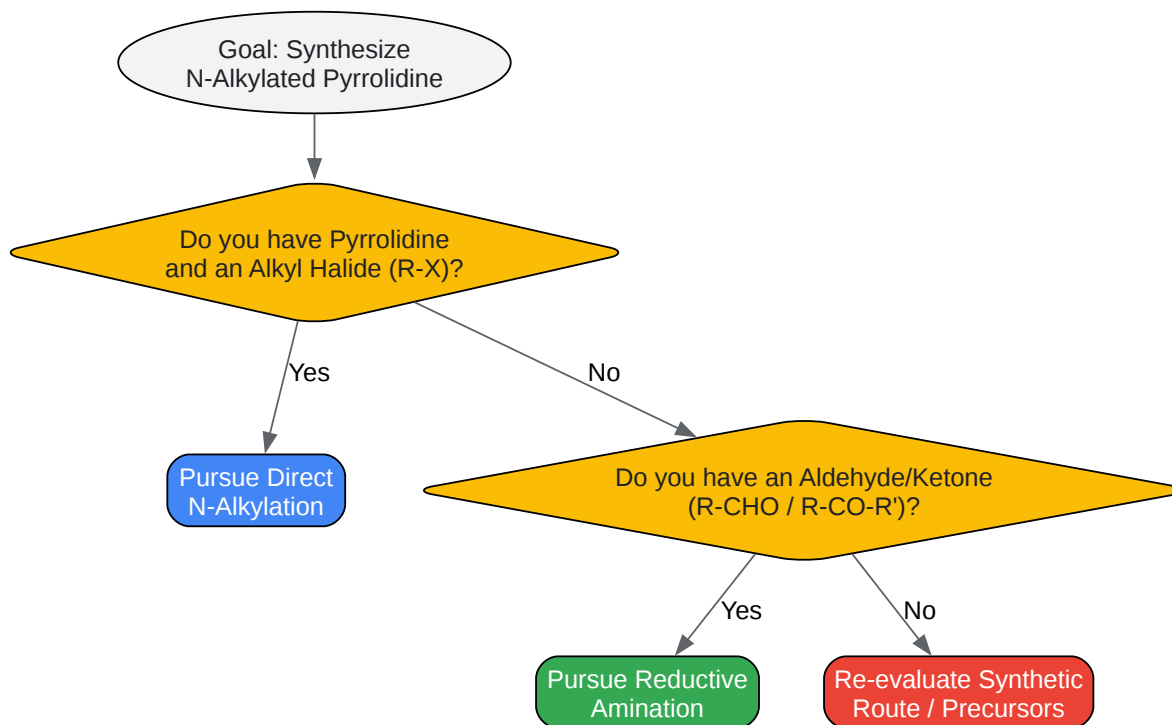 Goal: Synthesize
N-Alkylated Pyrrolidine
Do you have Pyrrolidine
and an Alkyl Halide (R-X)?
Yes
No
Pursue Direct
N-Alkylation
Do you have an Aldehyde/Ketone
(R-CHO / R-CO-R')?
Yes
No
Pursue Reductive
Amination
Re-evaluate Synthetic
Route / Precursors